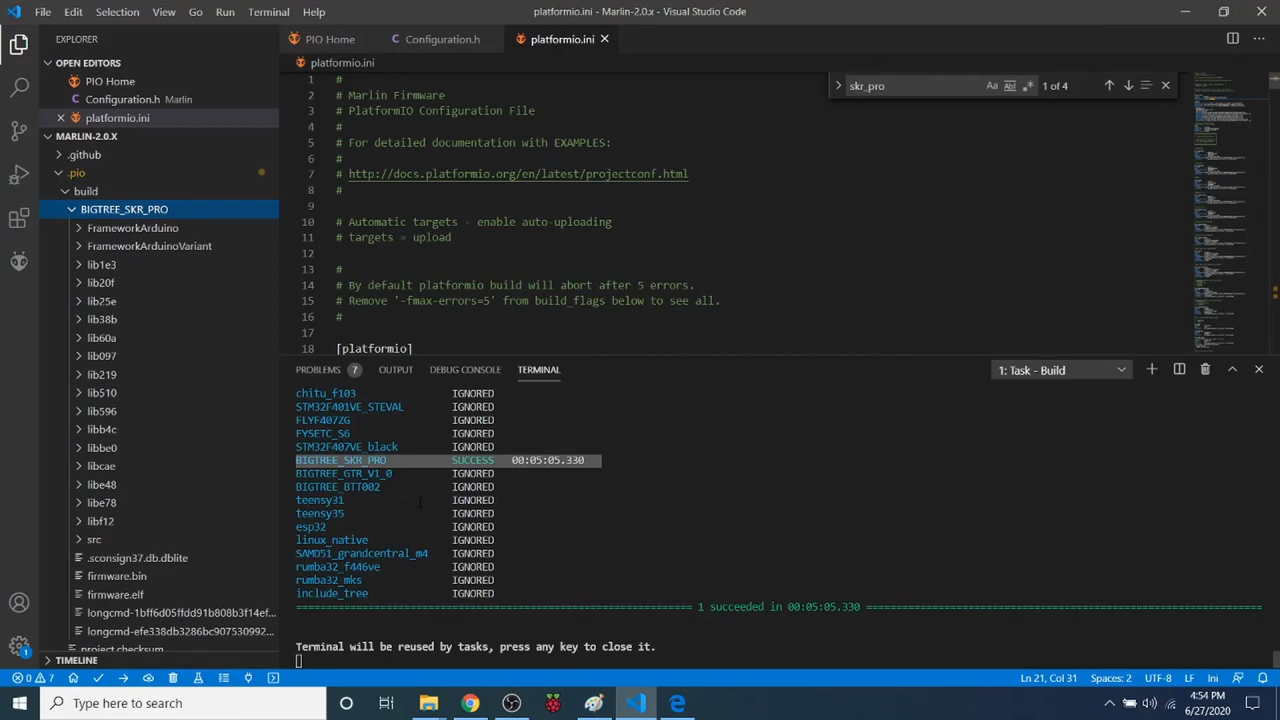 File Edit Selection View Go Run Terminal Help
platformio.ini - Marlin-2.0.x - Visual Studio Code
EXPLORER
OPEN EDITORS
PIO Home
Configuration.h Marlin
platformio.ini
MARLIN-2.0.X
.github
.pio
build
BIGTREE_SKR_PRO
FrameworkArduino
FrameworkArduinoVariant
lib1e3
lib20f
lib25e
lib38b
lib60a
lib097
lib219
lib510
lib596
libb4c
libbe0
libcae
libe48
libe78
libf12
src
.sconsign37.db.dblite
firmware.bin
firmware.elf
longcmd-1bff6d05ffdd91b808b3f14ef...
longcmd-efe338db3286bc907530992...
project.checksum
TIMELINE
PIO Home
Configuration.h
platformio.ini
platformio.ini
skr_pro
Aa
1 of 4
1 #
2 # Marlin Firmware
3 # PlatformIO Configuration File
4 #
5 # For detailed documentation with EXAMPLES:
6 #
7 # http://docs.platformio.org/en/latest/projectconf.html
8 #
9
10 # Automatic targets - enable auto-uploading
11 # targets = upload
12
13 #
14 # By default platformio build will abort after 5 errors.
15 # Remove '-fmax-errors=5' from build_flags below to see all.
16 #
17
18 [platformio]
PROBLEMS 7 OUTPUT DEBUG CONSOLE TERMINAL
1: Task - Build
chitu_f103 IGNORED
STM32F401VE_STEVAL IGNORED
FLYF407ZG IGNORED
FYSETC_S6 IGNORED
STM32F407VE_black IGNORED
BIGTREE_SKR_PRO SUCCESS 00:05:05.330
BIGTREE_GTR_V1_0 IGNORED
BIGTREE_BTT002 IGNORED
teensy31 IGNORED
teensy35 IGNORED
esp32 IGNORED
linux_native IGNORED
SAMD51_grandcentral_m4 IGNORED
rumba32_f446ve IGNORED
rumba32_mks IGNORED
include_tree IGNORED
1 succeeded in 00:05:05.330
Terminal will be reused by tasks, press any key to close it.
1
0 7
Ln 21, Col 31 Spaces: 2 UTF-8 LF Ini
Type here to search
4:54 PM
6/27/2020